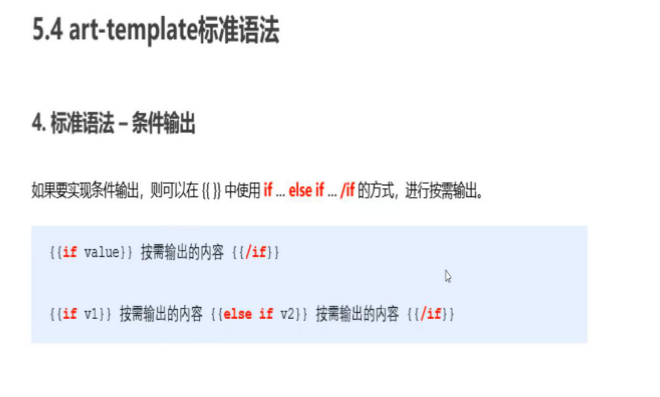 5.4 art-template标准语法
4. 标准语法 – 条件输出
如果要实现条件输出，则可以在 {{ }} 中使用 if ... else if ... /if 的方式，进行按需输出。
{{if value}} 按需输出的内容 {{/if}}
{{if v1}} 按需输出的内容 {{else if v2}} 按需输出的内容 {{/if}}